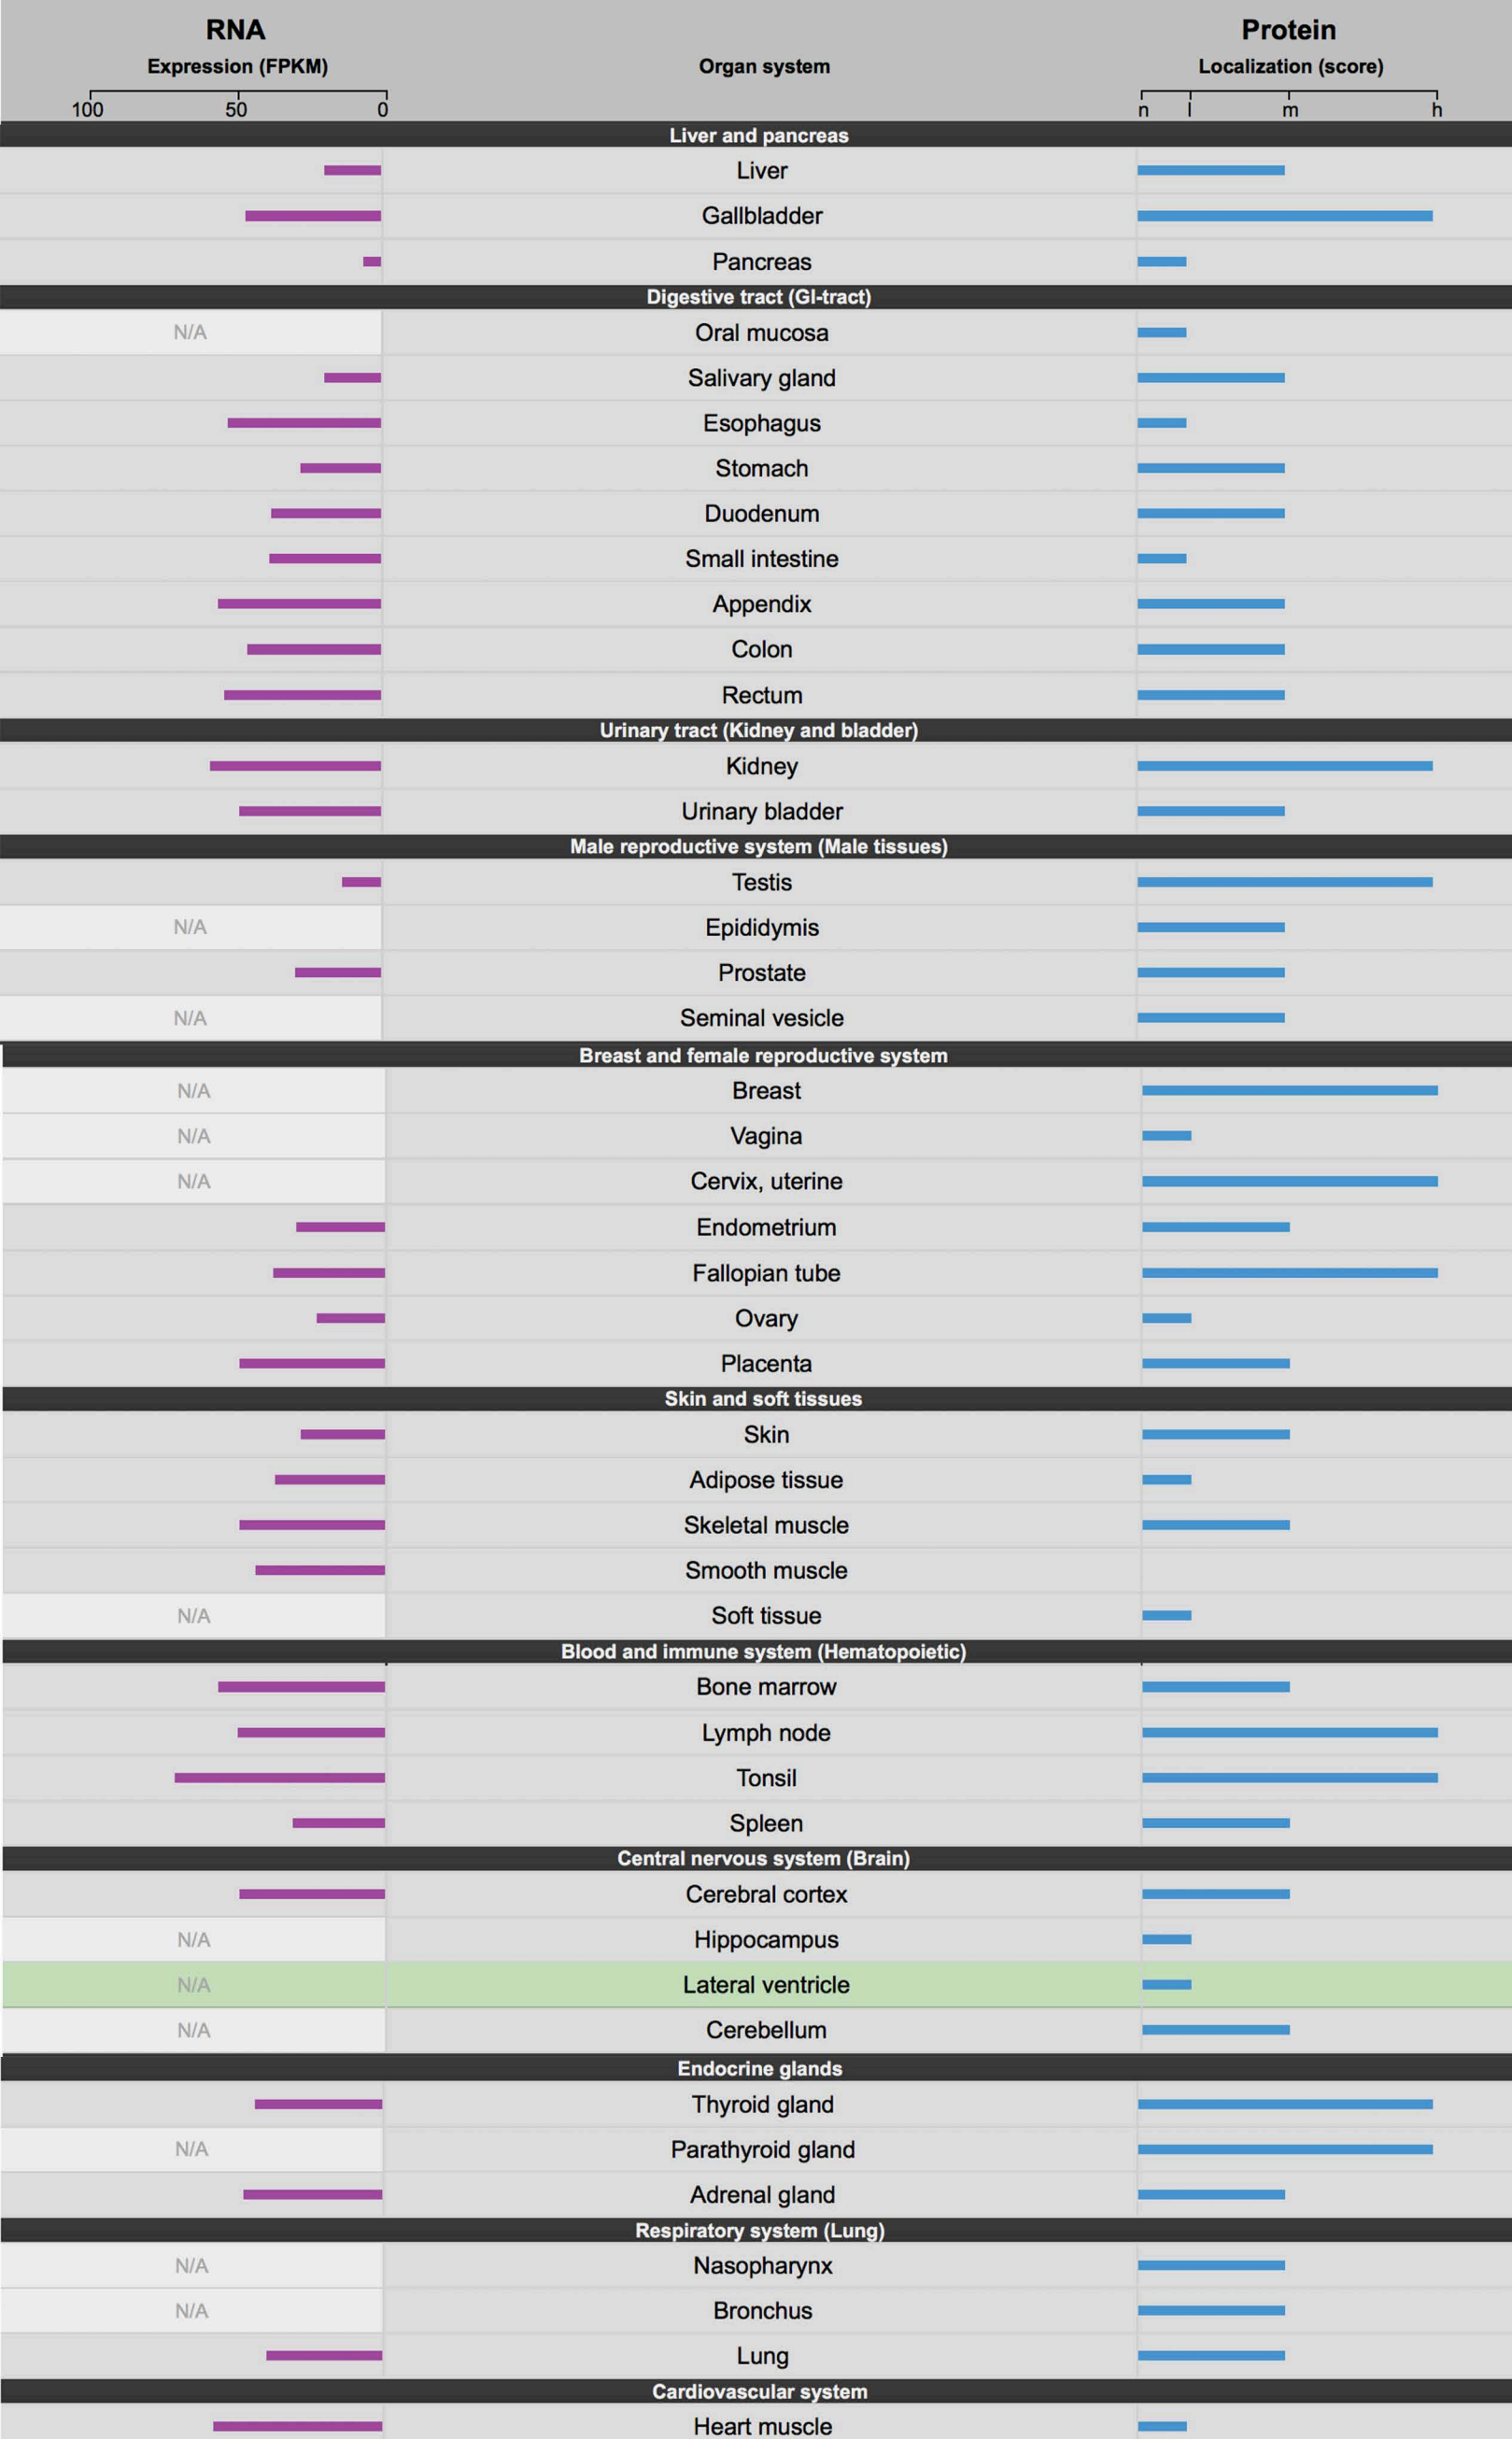 RNA
Protein
Expression (FPKM)
Organ system
Localization (score)
100 50 0
n l m h
Liver and pancreas
Liver
Gallbladder
Pancreas
Digestive tract (GI-tract)
N/A Oral mucosa
Salivary gland
Esophagus
Stomach
Duodenum
Small intestine
Appendix
Colon
Rectum
Urinary tract (Kidney and bladder)
Kidney
Urinary bladder
Male reproductive system (Male tissues)
Testis
N/A Epididymis
Prostate
N/A Seminal vesicle
Breast and female reproductive system
N/A Breast
N/A Vagina
N/A Cervix, uterine
Endometrium
Fallopian tube
Ovary
Placenta
Skin and soft tissues
Skin
Adipose tissue
Skeletal muscle
Smooth muscle
N/A Soft tissue
Blood and immune system (Hematopoietic)
Bone marrow
Lymph node
Tonsil
Spleen
Central nervous system (Brain)
Cerebral cortex
N/A Hippocampus
N/A Lateral ventricle
N/A Cerebellum
Endocrine glands
Thyroid gland
N/A Parathyroid gland
Adrenal gland
Respiratory system (Lung)
N/A Nasopharynx
N/A Bronchus
Lung
Cardiovascular system
Heart muscle